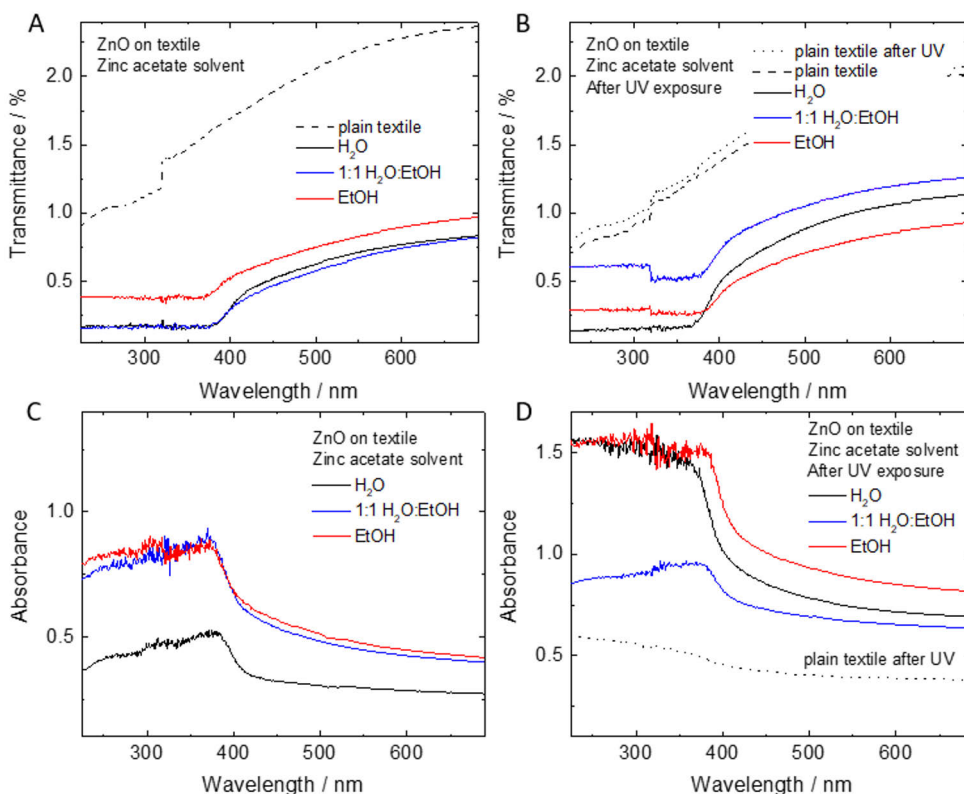 A
ZnO on textile
Zinc acetate solvent
plain textile
H₂O
1:1 H₂O:EtOH
EtOH
Transmittance / %
2.0
1.5
1.0
0.5
300
400
500
600
Wavelength / nm
B
ZnO on textile,
Zinc acetate solvent
After UV exposure
plain textile after UV
plain textile
H₂O
1:1 H₂O:EtOH
EtOH
Transmittance / %
2.0
1.5
1.0
0.5
300
400
500
600
Wavelength / nm
C
ZnO on textile
Zinc acetate solvent
H₂O
1:1 H₂O:EtOH
EtOH
Absorbance
1.0
0.5
300
400
500
600
Wavelength / nm
D
ZnO on textile
Zinc acetate solvent
After UV exposure
H₂O
1:1 H₂O:EtOH
EtOH
plain textile after UV
Absorbance
1.5
1.0
0.5
300
400
500
600
Wavelength / nm